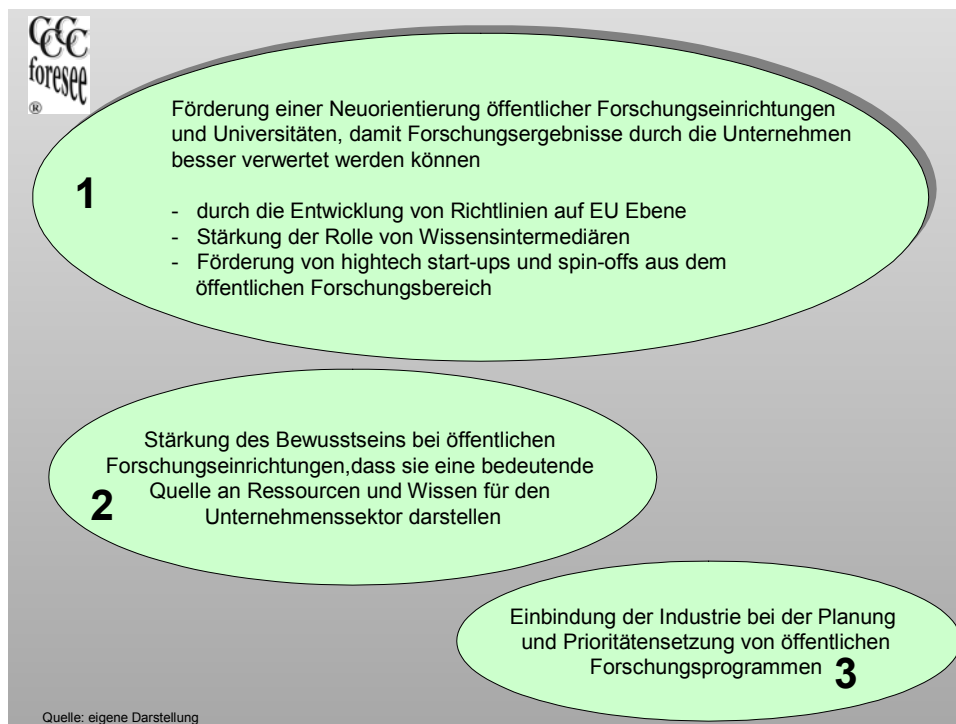 CCCC
foresee
®
Förderung einer Neuorientierung öffentlicher Forschungseinrichtungen
und Universitäten, damit Forschungsergebnisse durch die Unternehmen
besser verwertet werden können
1
- durch die Entwicklung von Richtlinien auf EU Ebene
- Stärkung der Rolle von Wissensintermediären
- Förderung von hightech start-ups und spin-offs aus dem
öffentlichen Forschungsbereich
Stärkung des Bewusstseins bei öffentlichen
Forschungseinrichtungen,dass sie eine bedeutende
Quelle an Ressourcen und Wissen für den
2
Unternehmenssektor darstellen
Einbindung der Industrie bei der Planung
und Prioritätensetzung von öffentlichen
Forschungsprogrammen 3
Quelle: eigene Darstellung